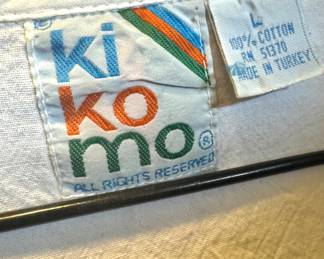 ki
ko
mo®
ALL RIGHTS RESERVED
L
100% COTTON
RN 51370
MADE IN TURKEY